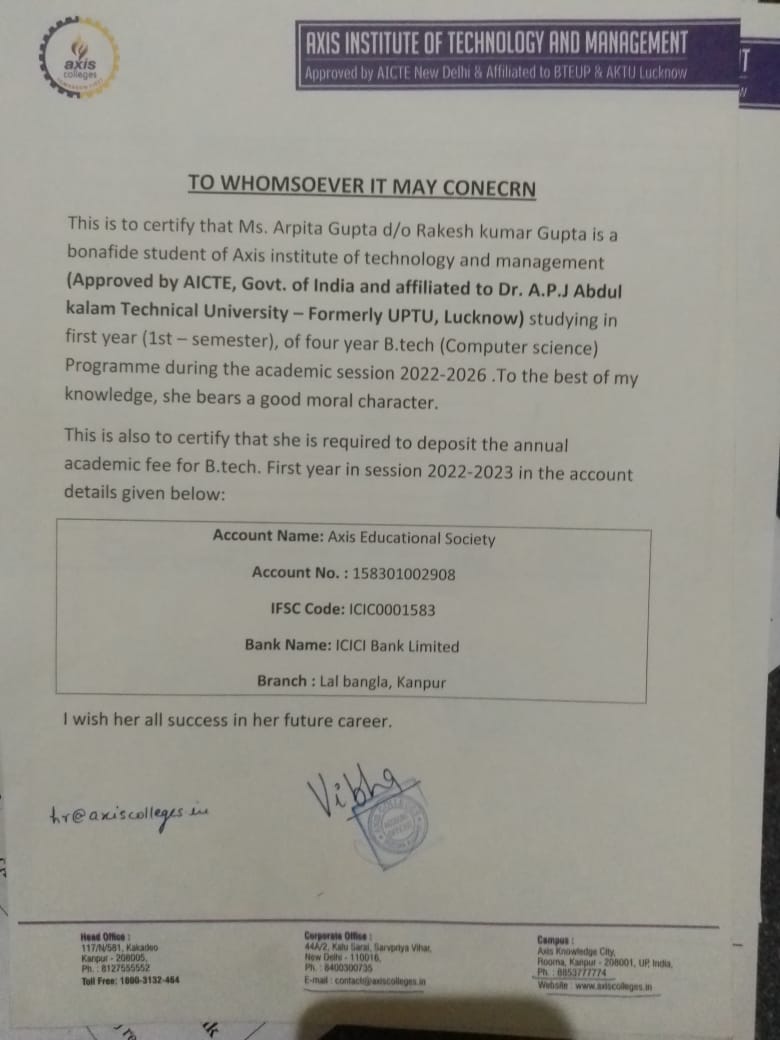 axis
colleges
AXIS INSTITUTE OF TECHNOLOGY AND MANAGEMENT
Approved by AICTE New Delhi & Affiliated to BTEUP & AKTU Lucknow
TO WHOMSOEVER IT MAY CONECRN
This is to certify that Ms. Arpita Gupta d/o Rakesh kumar Gupta is a
bonafide student of Axis institute of technology and management
(Approved by AICTE, Govt. of India and affiliated to Dr. A.P.J Abdul
kalam Technical University – Formerly UPTU, Lucknow) studying in
first year (1st – semester), of four year B.tech (Computer science)
Programme during the academic session 2022-2026 .To the best of my
knowledge, she bears a good moral character.
This is also to certify that she is required to deposit the annual
academic fee for B.tech. First year in session 2022-2023 in the account
details given below:
Account Name: Axis Educational Society
Account No. : 158301002908
IFSC Code: ICIC0001583
Bank Name: ICICI Bank Limited
Branch : Lal bangla, Kanpur
I wish her all success in her future career.
Vibha
hr@axiscolleges.in
Head Office :
117/N/581, Kakadeo
Kanpur - 208005,
Ph. : 8127555552
Toll Free: 1800-3132-464
Corporate Office :
44A/2, Kalu Sarai, Sarvpriya Vihar,
New Delhi - 110016,
Ph. : 8400300735
E-mail : contact@axiscolleges.in
Campus :
Axis Knowledge City,
Rooma, Kanpur - 208001, UP, India,
Ph. : 8853777774
Website : www.axiscolleges.in